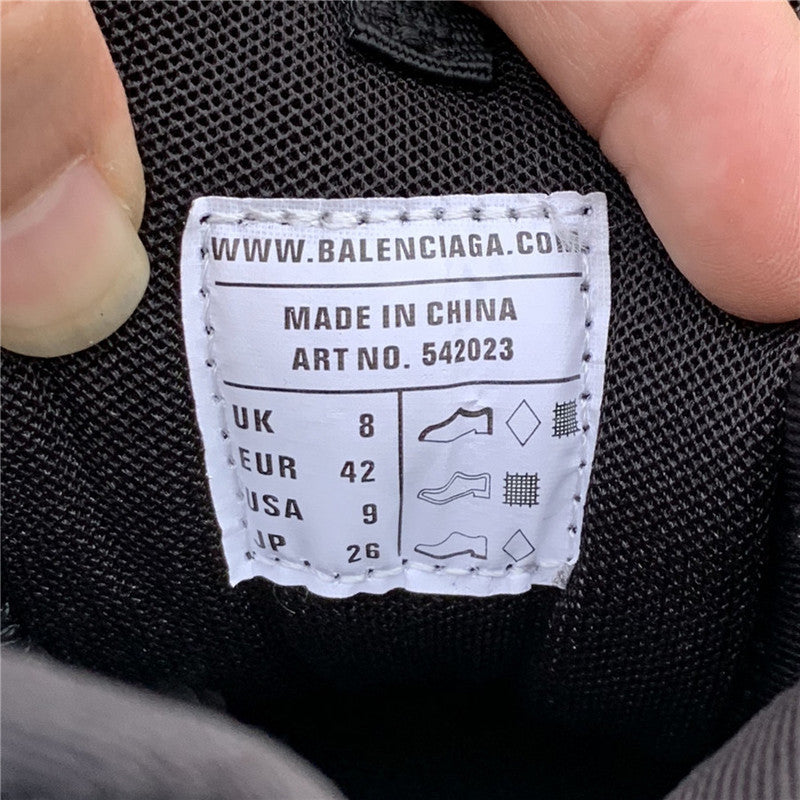 WWW.BALENCIAGA.COM
MADE IN CHINA
ART NO. 542023
UK 8
EUR 42
USA 9
JP 26